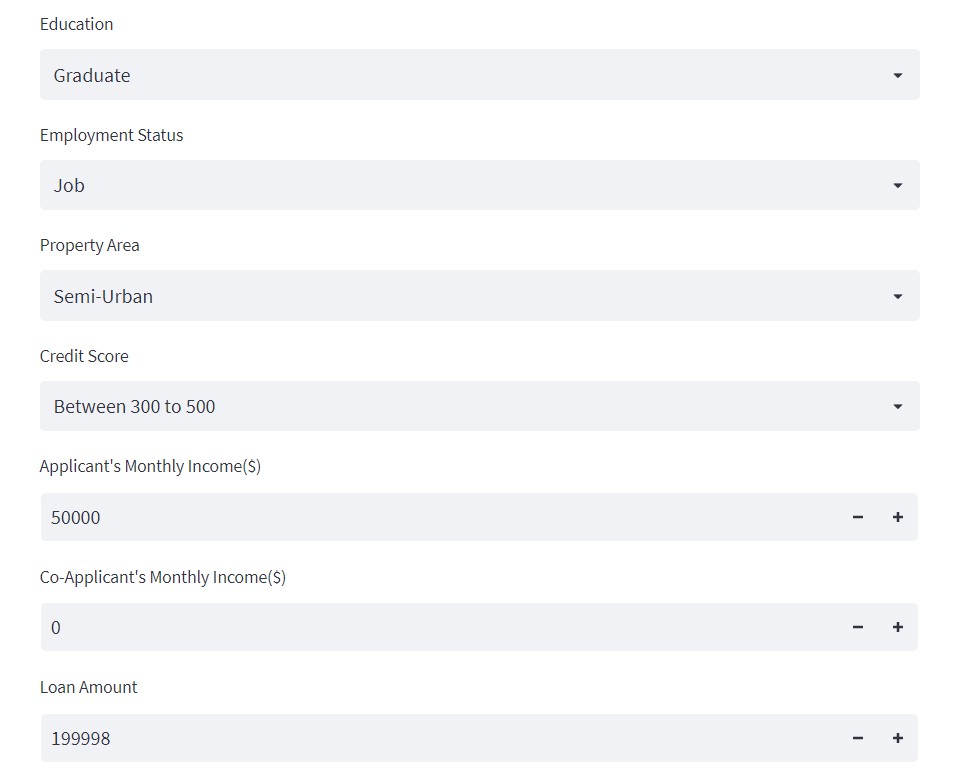 Education
Graduate
Employment Status
Job
Property Area
Semi-Urban
Credit Score
Between 300 to 500
Applicant's Monthly Income($)
50000
Co-Applicant's Monthly Income($)
0
Loan Amount
199998